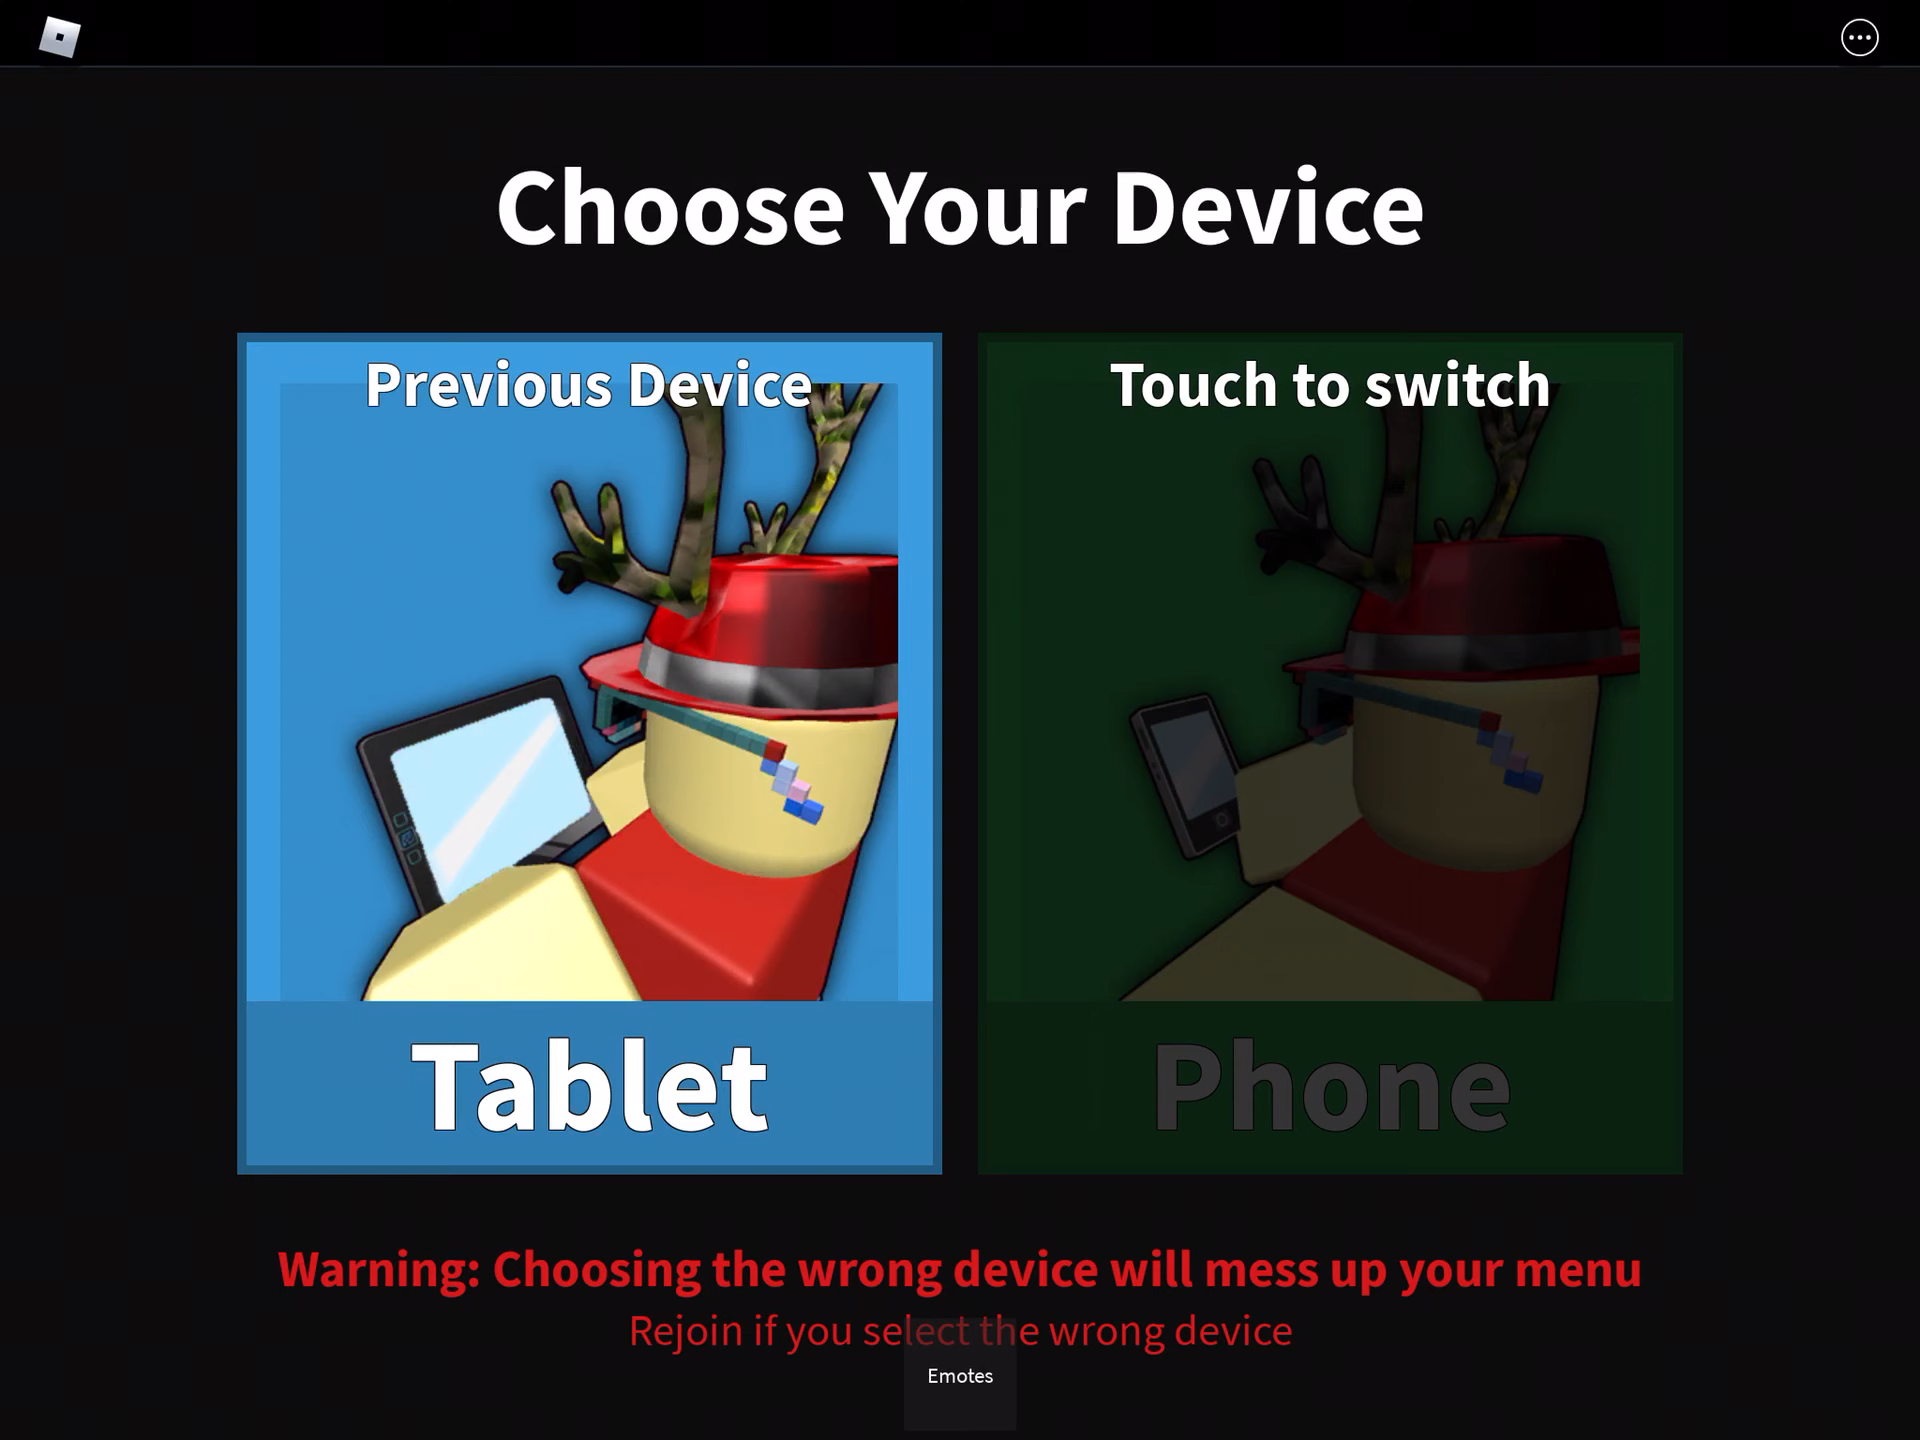 Choose Your Device
Previous Device
Touch to switch
Tablet
Phone
Warning: Choosing the wrong device will mess up your menu
Rejoin if you select the wrong device
Emotes